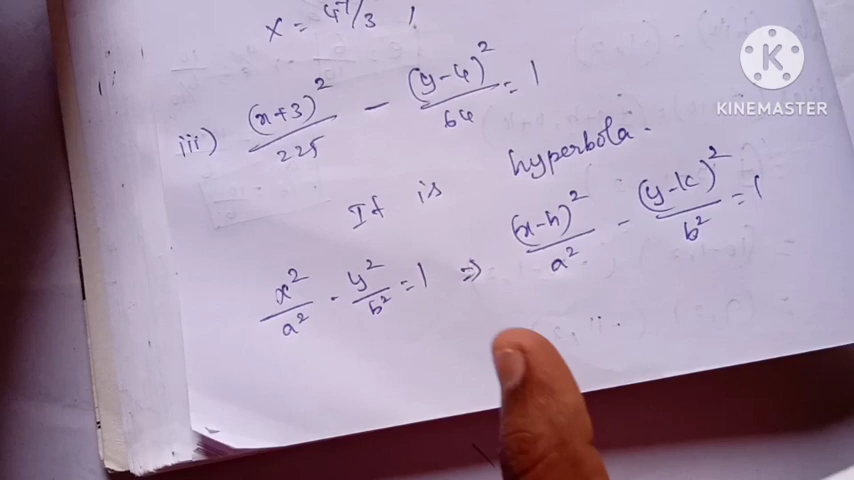 x = 47/3 !
iii) (x+3)²/225 - (y-4)²/64 = 1
It is hyperbola.
x²/a² - y²/b² = 1 ⇒ (x-h)²/a² - (y-k)²/b² = 1
K
KINEMASTER